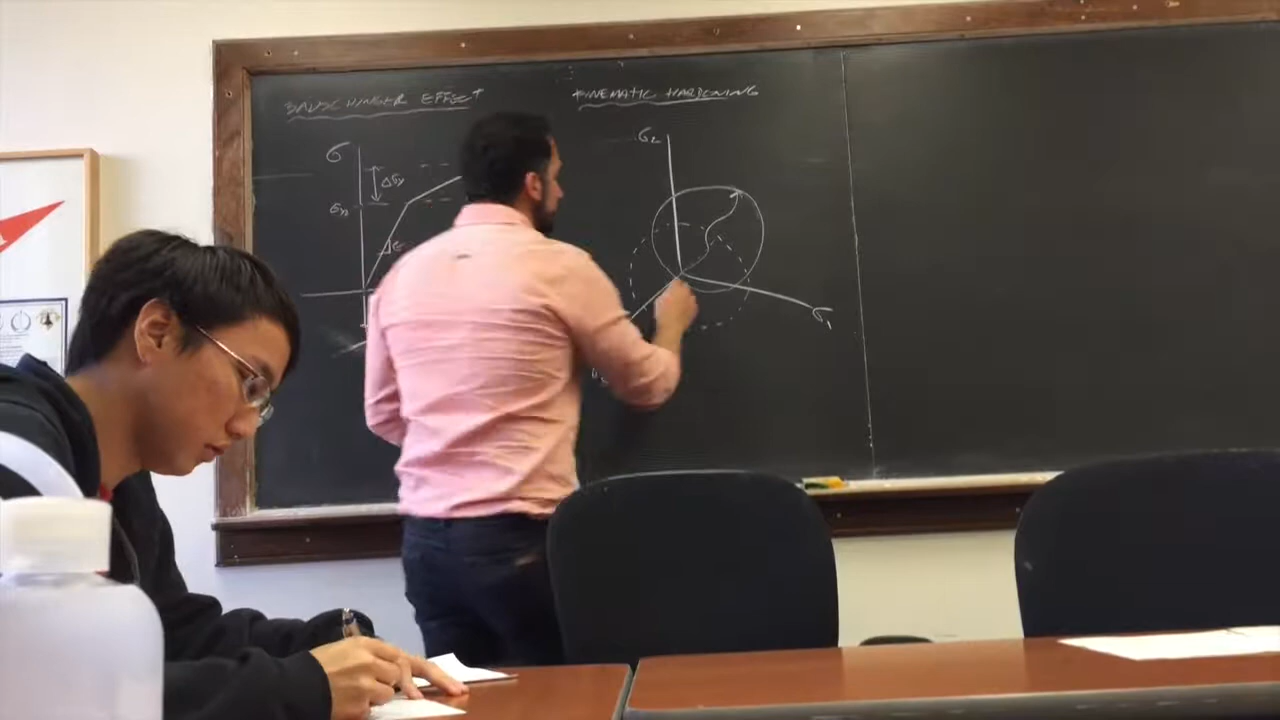 BAUSCHINGER EFFECT
KINEMATIC HARDENING
σ
Δσy
σy
E
σ2
σ1